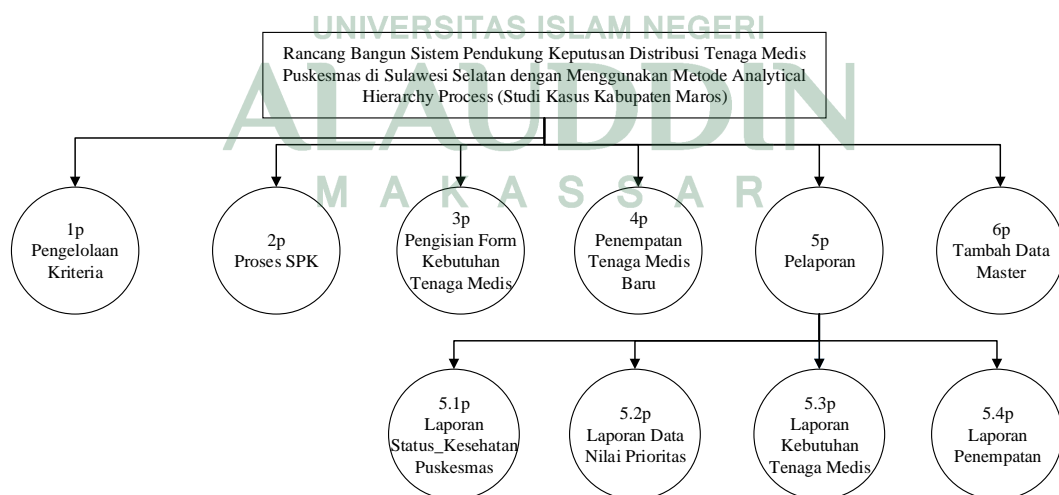 UNIVERSITAS ISLAM NEGERI
ALAUDDIN
MAKASSAR
Rancang Bangun Sistem Pendukung Keputusan Distribusi Tenaga Medis
Puskesmas di Sulawesi Selatan dengan Menggunakan Metode Analytical
Hierarchy Process (Studi Kasus Kabupaten Maros)
1p
Pengelolaan
Kriteria
2p
Proses SPK
3p
Pengisian Form
Kebutuhan
Tenaga Medis
4p
Penempatan
Tenaga Medis
Baru
5p
Pelaporan
6p
Tambah Data
Master
5.1p
Laporan
Status_Kesehatan
Puskesmas
5.2p
Laporan Data
Nilai Prioritas
5.3p
Laporan
Kebutuhan
Tenaga Medis
5.4p
Laporan
Penempatan